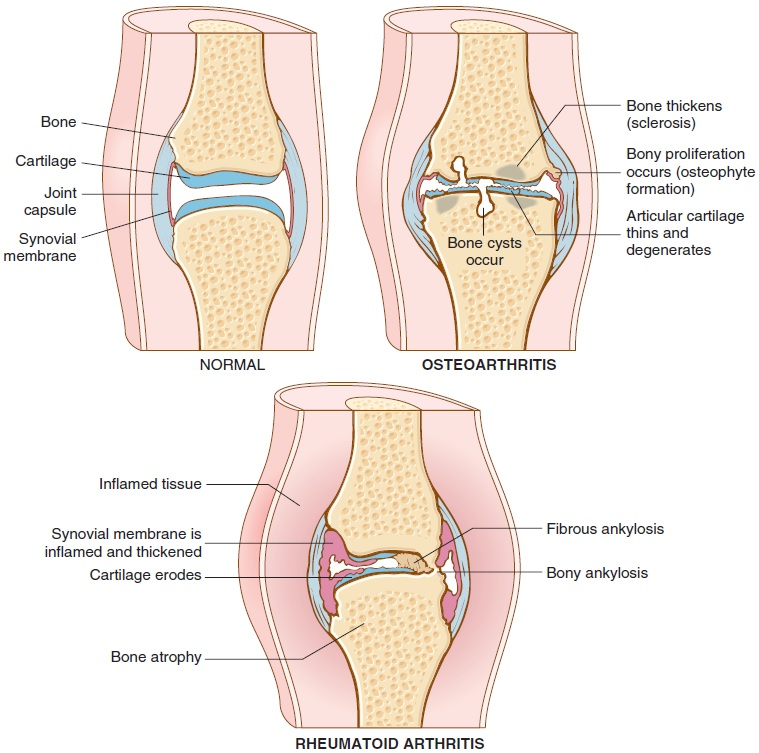 Bone
Cartilage
Joint
capsule
Synovial
membrane
NORMAL
Bone thickens
(sclerosis)
Bony proliferation
occurs (osteophyte
formation)
Articular cartilage
thins and
degenerates
Bone cysts
occur
OSTEOARTHRITIS
Inflamed tissue
Synovial membrane is
inflamed and thickened
Cartilage erodes
Bone atrophy
Fibrous ankylosis
Bony ankylosis
RHEUMATOID ARTHRITIS